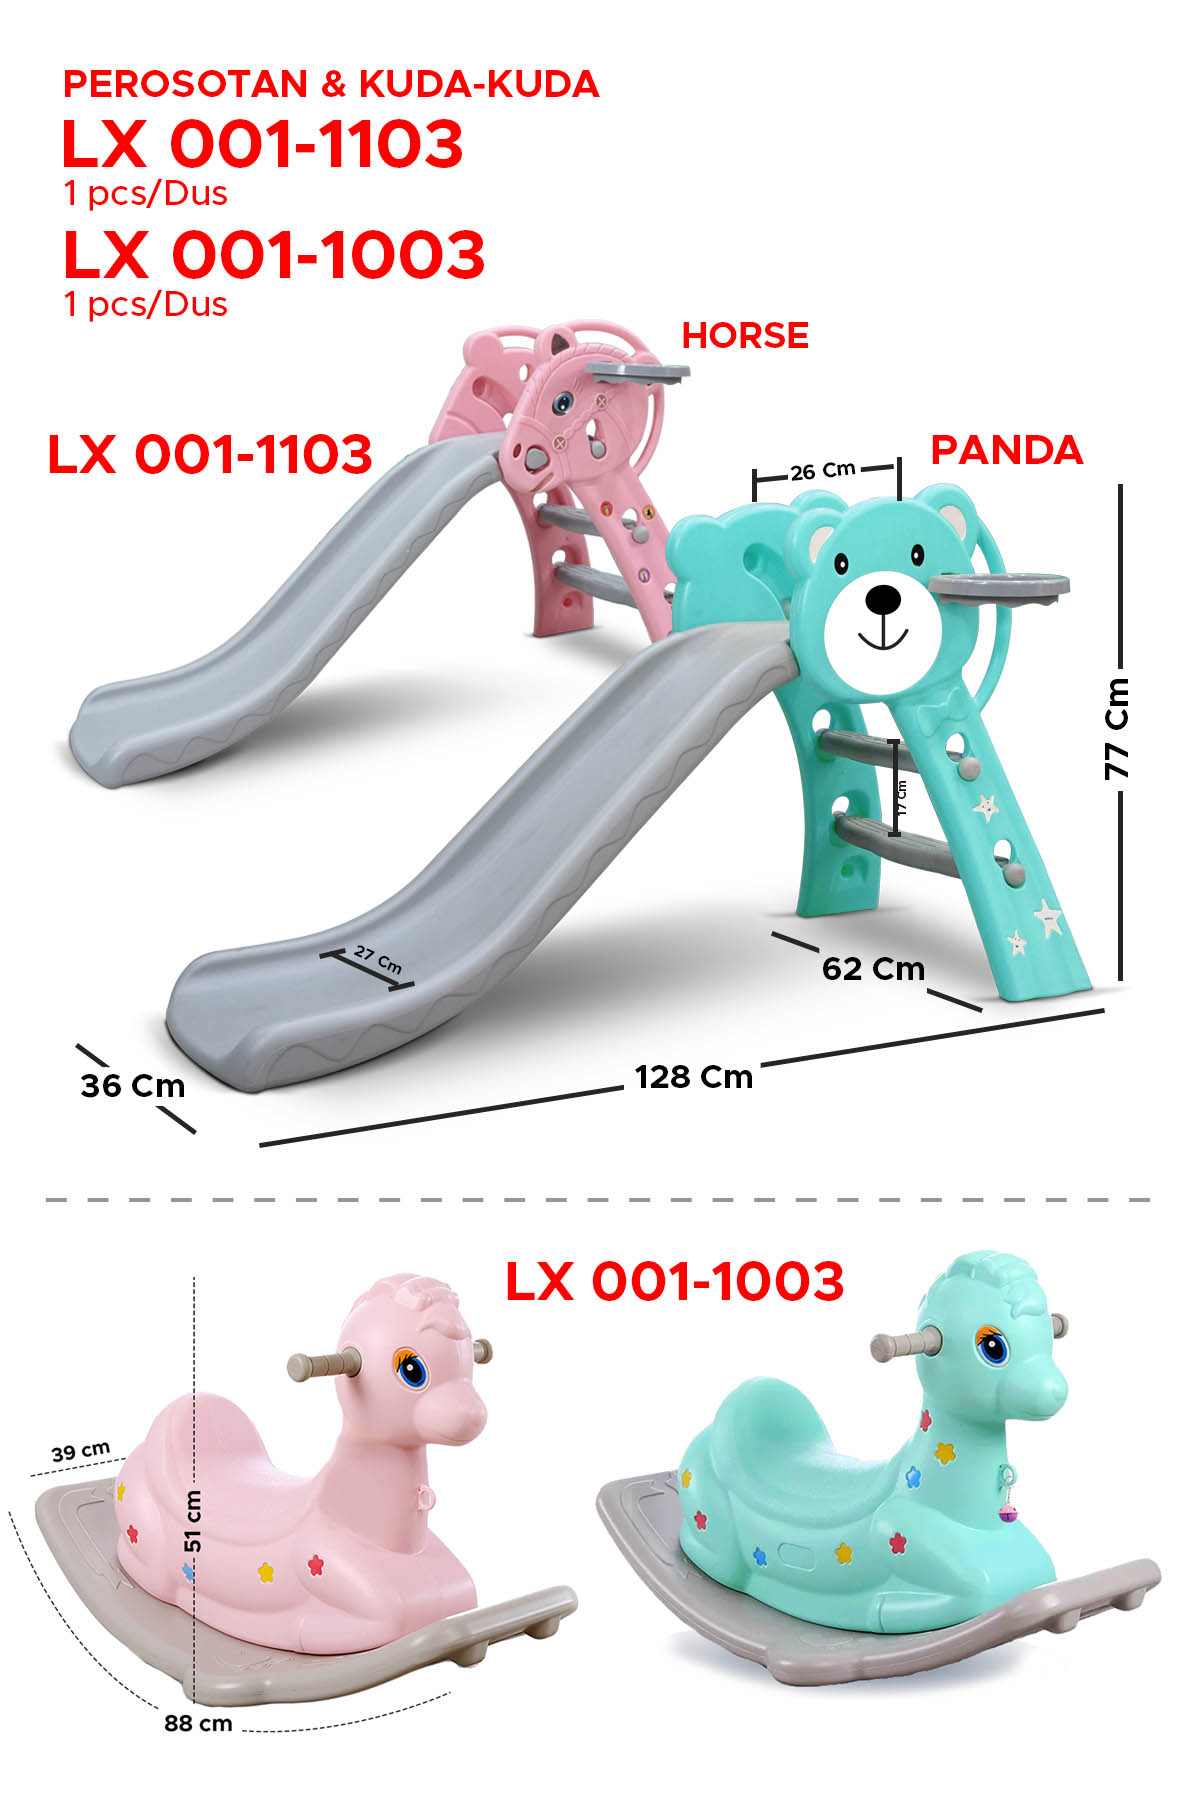 PEROSOTAN & KUDA-KUDA
LX 001-1103
1 pcs/Dus
LX 001-1003
1 pcs/Dus
HORSE
LX 001-1103
PANDA
26 Cm
77 Cm
17 Cm
27 Cm
62 Cm
36 Cm
128 Cm
LX 001-1003
39 cm
51 cm
88 cm